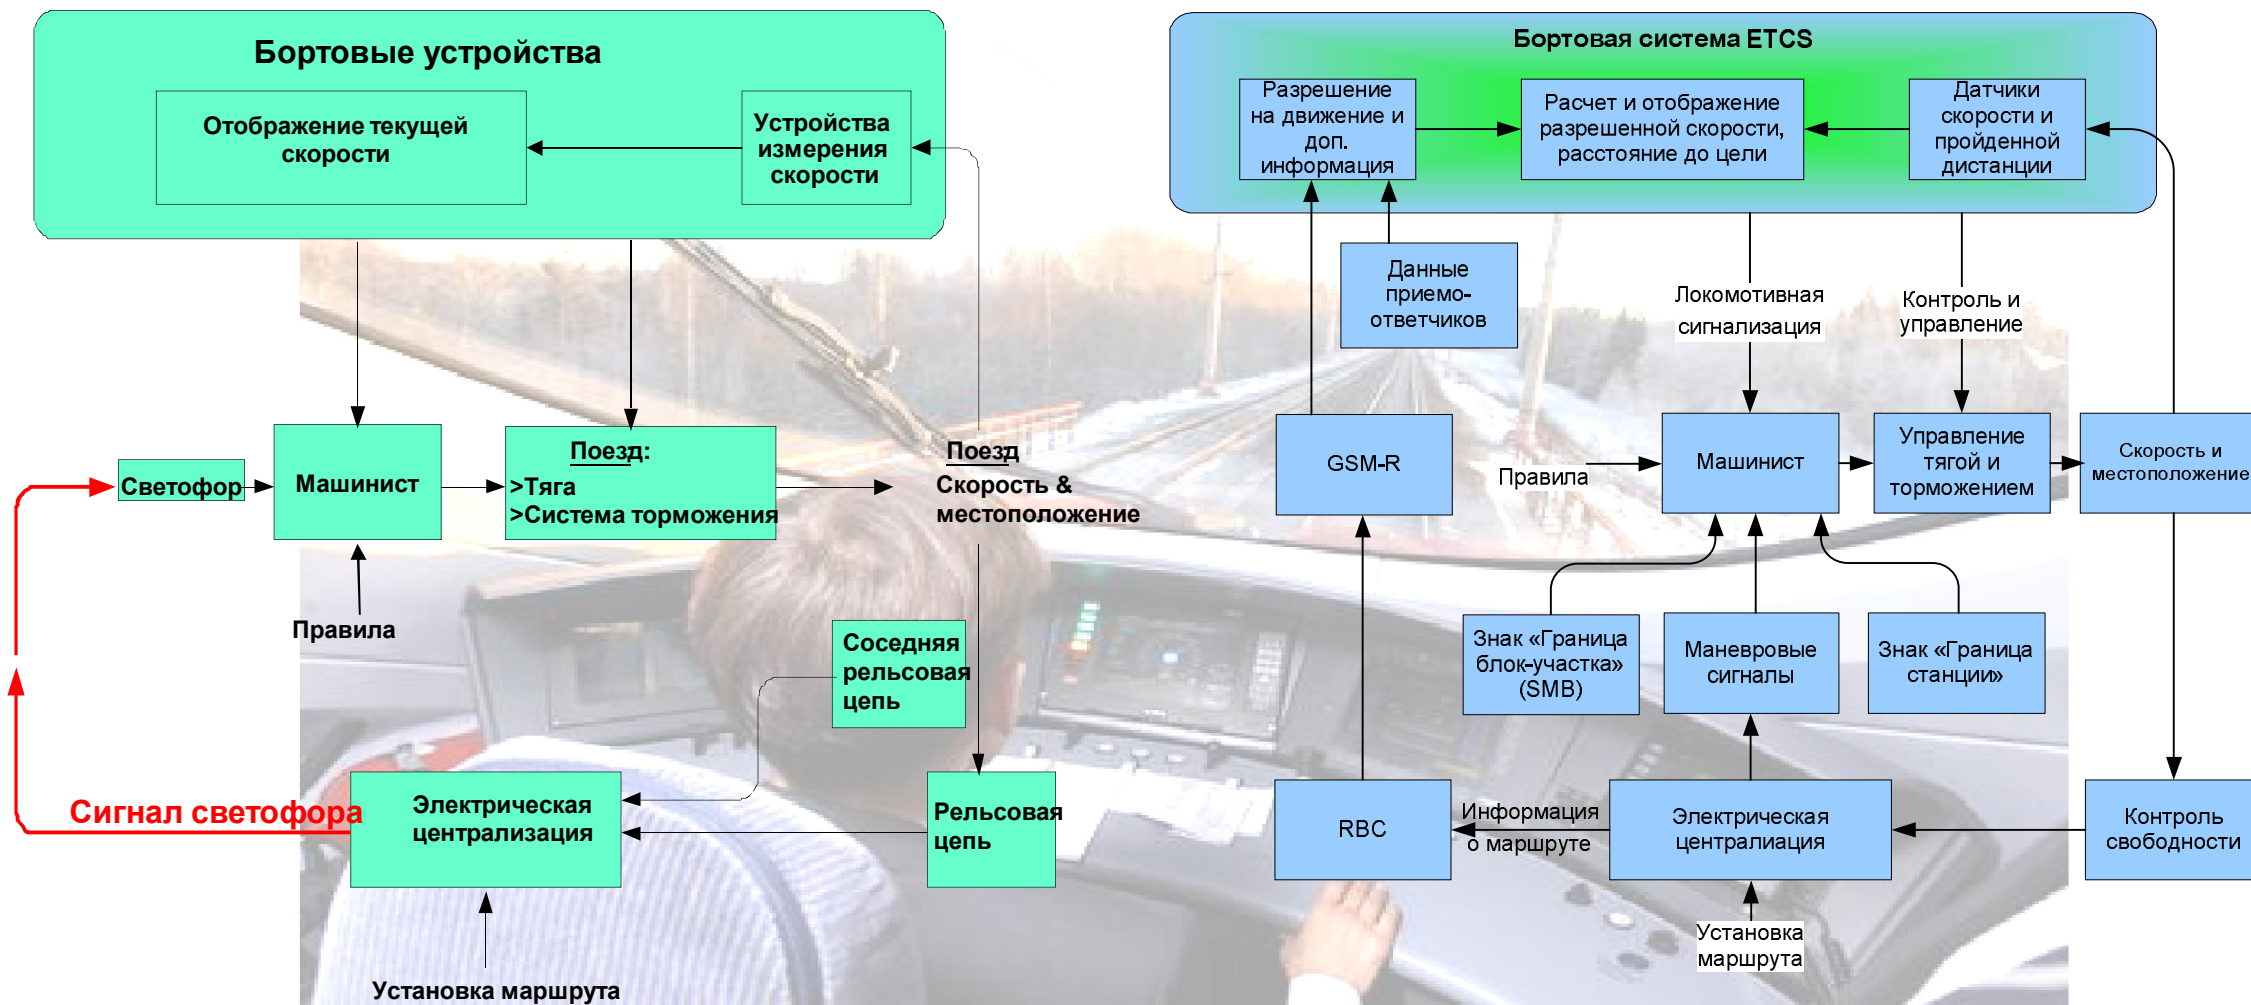 Бортовые устройства
Отображение текущей
скорости
Устройства
измерения
скорости
Светофор
Машинист
Поезд:
>Тяга
>Система торможения
Поезд
Скорость &
местоположение
Правила
Соседняя
рельсовая
цепь
Сигнал светофора
Электрическая
централизация
Рельсовая
цепь
Установка маршрута
Бортовая система ETCS
Разрешение
на движение и
доп.
информация
Расчет и отображение
разрешенной скорости,
расстояние до цели
Датчики
скорости и
пройденной
дистанции
Данные
приемо-
ответчиков
Локомотивная
сигнализация
Контроль и
управление
GSM-R
Правила
Машинист
Управление
тягой и
торможением
Скорость и
местоположение
Знак «Граница
блок-участка»
(SMB)
Маневровые
сигналы
Знак «Граница
станции»
RBC
Информация
о маршруте
Электрическая
централиация
Контроль
свободности
Установка
маршрута